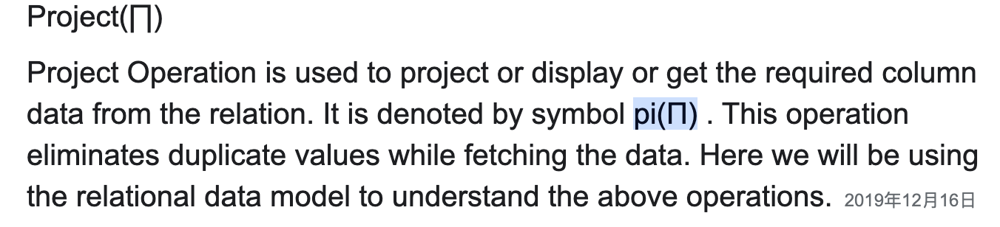 Project(∏)
Project Operation is used to project or display or get the required column
data from the relation. It is denoted by symbol pi(∏) . This operation
eliminates duplicate values while fetching the data. Here we will be using
the relational data model to understand the above operations. 2019年12月16日